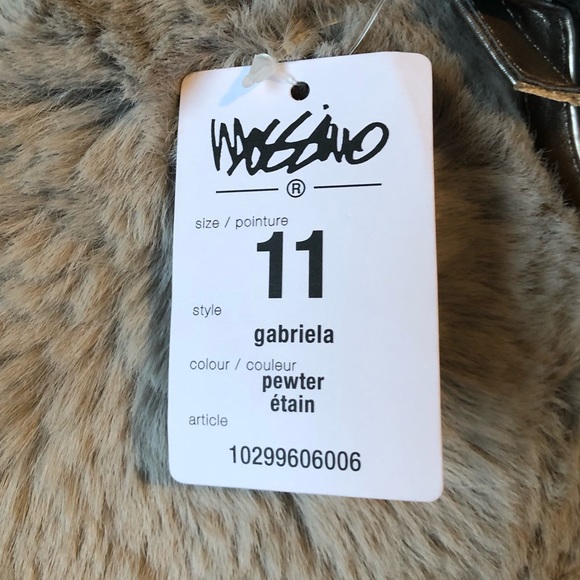 mossimo
®
size / pointure
11
style
gabriela
colour / couleur
pewter
étain
article
10299606006